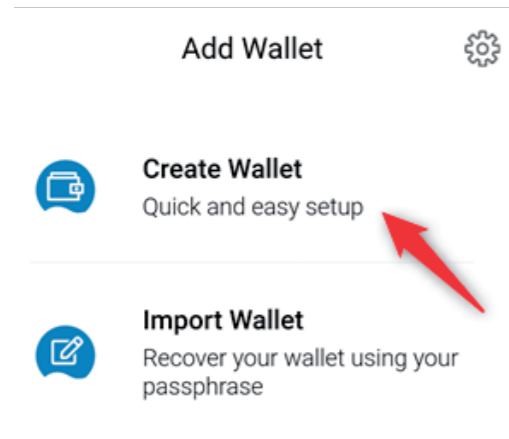 Add Wallet
Create Wallet
Quick and easy setup
Import Wallet
Recover your wallet using your
passphrase